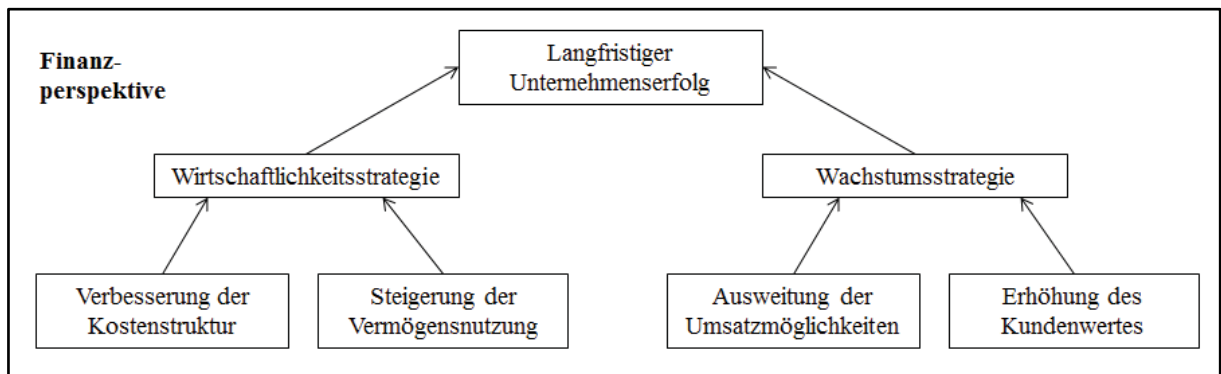 Finanz-
perspektive
Langfristiger
Unternehmenserfolg
Wirtschaftlichkeitsstrategie
Wachstumsstrategie
Verbesserung der
Kostenstruktur
Steigerung der
Vermögensnutzung
Ausweitung der
Umsatzmöglichkeiten
Erhöhung des
Kundenwertes